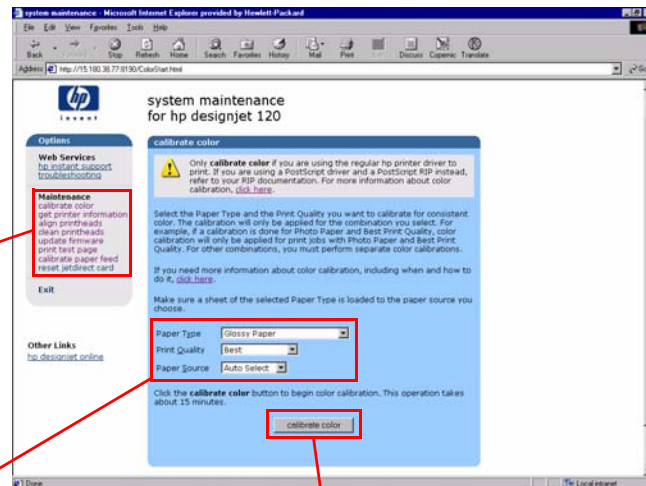 system maintenance - Microsoft Internet Explorer provided by Hewlett-Packard
File Edit View Favorites Tools Help
Back Forward Stop Refresh Home Search Favorites History Mail Print Edit Discuss Copernic Translate
Address http://15.180.38.77:8190/ColorStart.html
Go
hp
invent
system maintenance
for hp designjet 120
Options
Web Services
hp instant support
troubleshooting
Maintenance
calibrate color
get printer information
align printheads
clean printheads
update firmware
print test page
calibrate paper feed
reset jetdirect card
Exit
Other Links
hp designjet online
calibrate color
Only calibrate color if you are using the regular hp printer driver to
print. If you are using a PostScript driver and a PostScript RIP instead,
refer to your RIP documentation. For more information about color
calibration, click here.
Select the Paper Type and the Print Quality you want to calibrate for consistent
color. The calibration will only be applied for the combination you select. For
example, if a calibration is done for Photo Paper and Best Print Quality, color
calibration will only be applied for print jobs with Photo Paper and Best Print
Quality. For other combinations, you must perform separate color calibrations.
If you need more information about color calibration, including when and how to
do it, click here.
Make sure a sheet of the selected Paper Type is loaded to the paper source you
choose.
Paper Type Glossy Paper
Print Quality Best
Paper Source Auto Select
Click the calibrate color button to begin color calibration. This operation takes
about 15 minutes.
calibrate color
Done
Local intranet